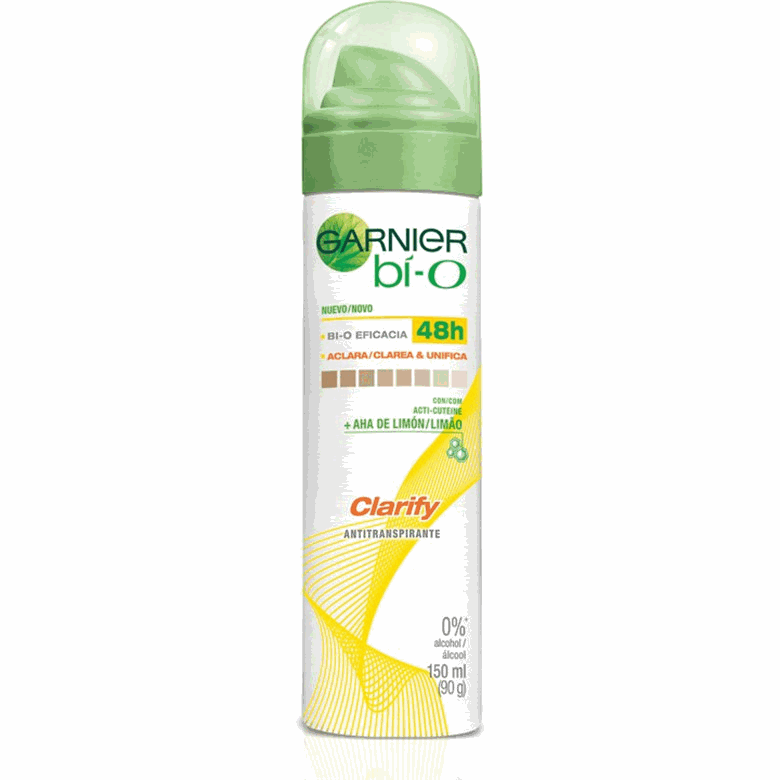 GARNIER
bí-O
NUEVO/NOVO
• BI-O EFICACIA 48h
• ACLARA/CLAREA & UNIFICA
CON/COM
ACTI-CUTEINE
+ AHA DE LIMÓN/LIMÃO
Clarify
ANTITRANSPIRANTE
0%*
alcohol /
álcool
150 ml
(90 g)